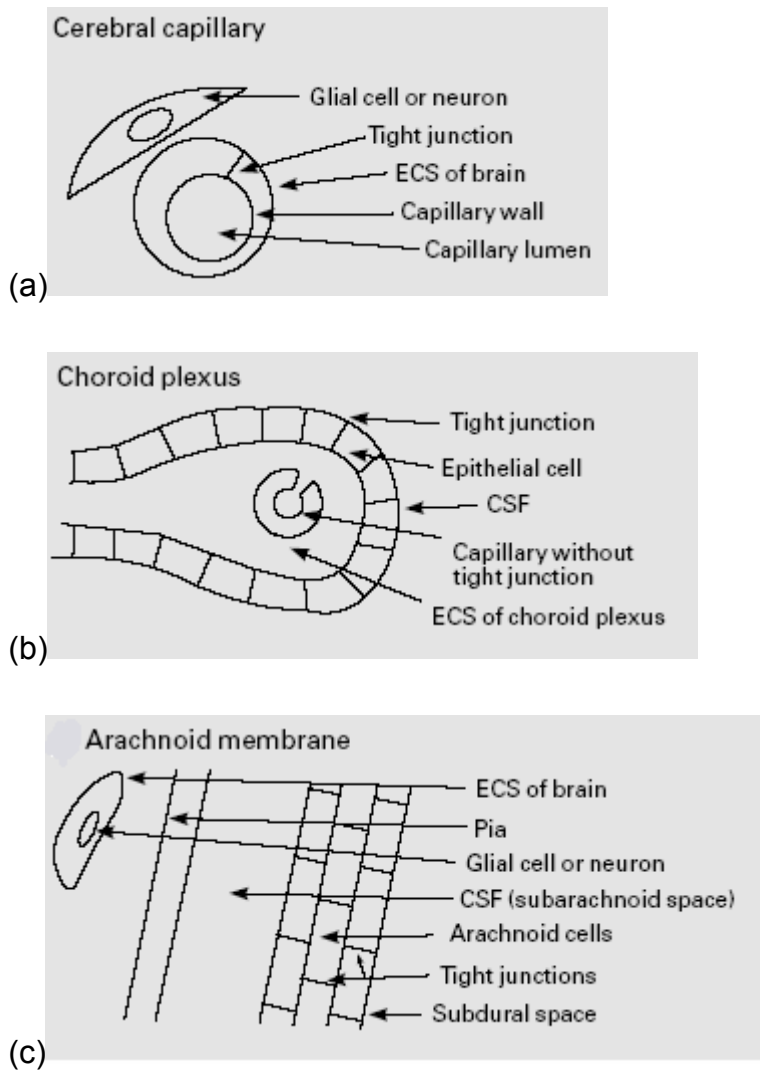 Cerebral capillary
Glial cell or neuron
Tight junction
ECS of brain
Capillary wall
Capillary lumen
(a)
Choroid plexus
Tight junction
Epithelial cell
CSF
Capillary without
tight junction
ECS of choroid plexus
(b)
Arachnoid membrane
ECS of brain
Pia
Glial cell or neuron
CSF (subarachnoid space)
Arachnoid cells
Tight junctions
Subdural space
(c)